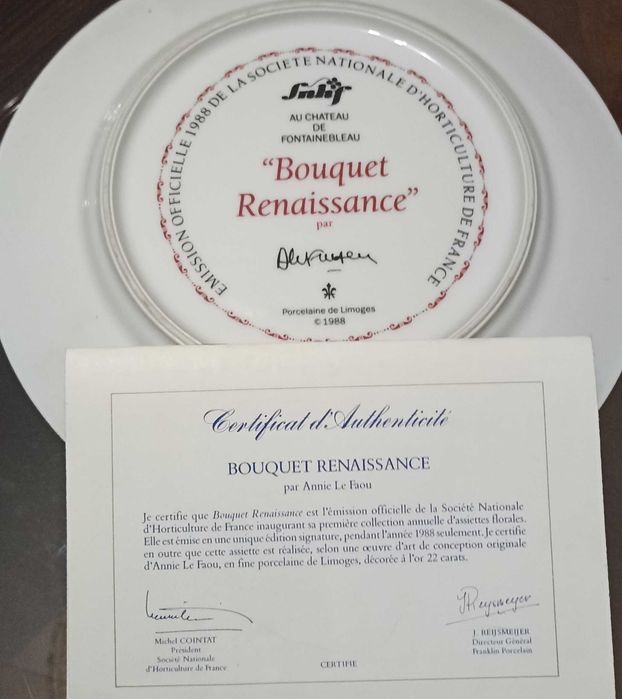 EMISSION OFFICIELLE 1988 DE LA SOCIETE NATIONALE D'HORTICULTURE DE FRANCE
Snhf
AU CHATEAU
DE
FONTAINEBLEAU
“Bouquet
Renaissance”
par
Porcelaine de Limoges
© 1988
Certificat d'Authenticité
BOUQUET RENAISSANCE
par Annie Le Faou
Je certifie que Bouquet Renaissance est l'émission officielle de la Société Nationale
d'Horticulture de France inaugurant sa première collection annuelle d'assiettes florales.
Elle est émise en une unique édition signature, pendant l'année 1988 seulement. Je certifie
en outre que cette assiette est réalisée, selon une œuvre d'art de conception originale
d'Annie Le Faou, en fine porcelaine de Limoges, décorée à l'or 22 carats.
JReijsmeijer
Michel COINTAT
Président
Société Nationale
d'Horticulture de France
CERTIFIE
J. REIJSMEIJER
Directeur Général
Franklin Porcelain